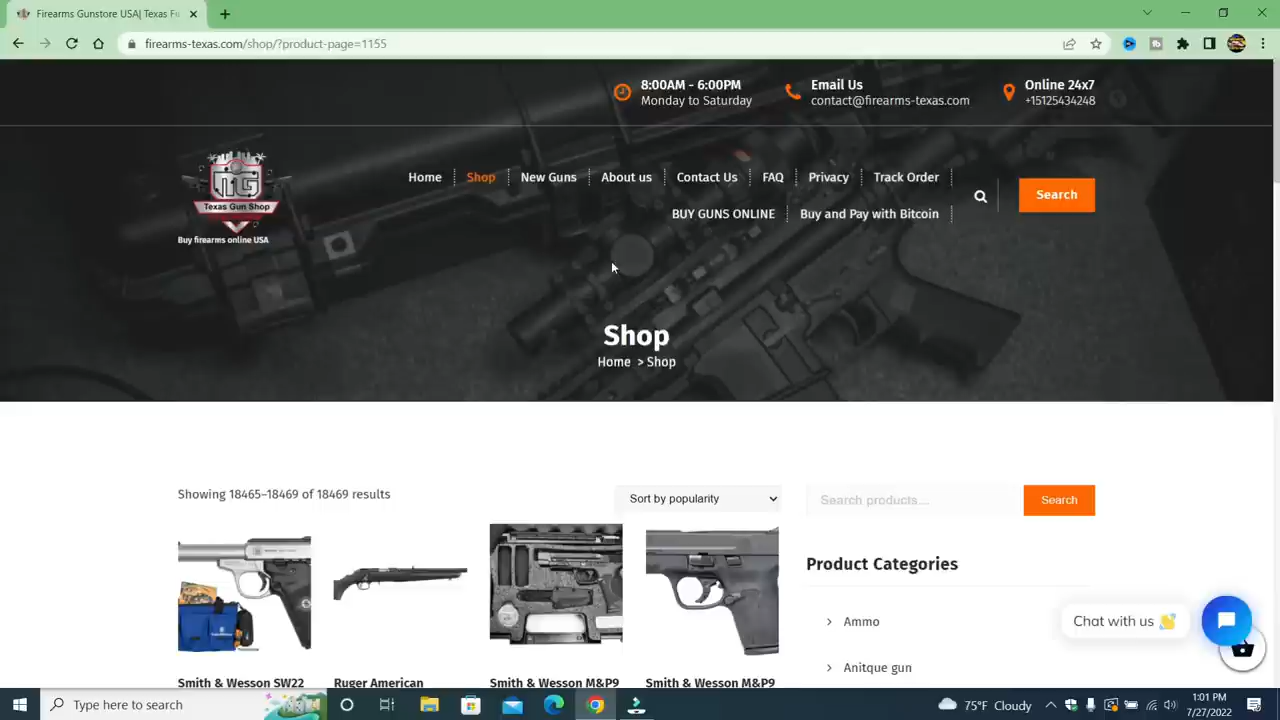 Firearms Gunstore USA| Texas F
firearms-texas.com/shop/?product-page=1155
8:00AM - 6:00PM
Monday to Saturday
Email Us
contact@firearms-texas.com
Online 24x7
+15125434248
Texas Gun Shop
Buy firearms online USA
Home
Shop
New Guns
About us
Contact Us
FAQ
Privacy
Track Order
BUY GUNS ONLINE
Buy and Pay with Bitcoin
Search
Shop
Home > Shop
Showing 18465–18469 of 18469 results
Sort by popularity
Search products…
Search
Product Categories
Ammo
Anitque gun
Chat with us 👋
Smith & Wesson SW22
Ruger American
Smith & Wesson M&P9
Smith & Wesson M&P9
Type here to search
75°F Cloudy
1:01 PM
7/27/2022